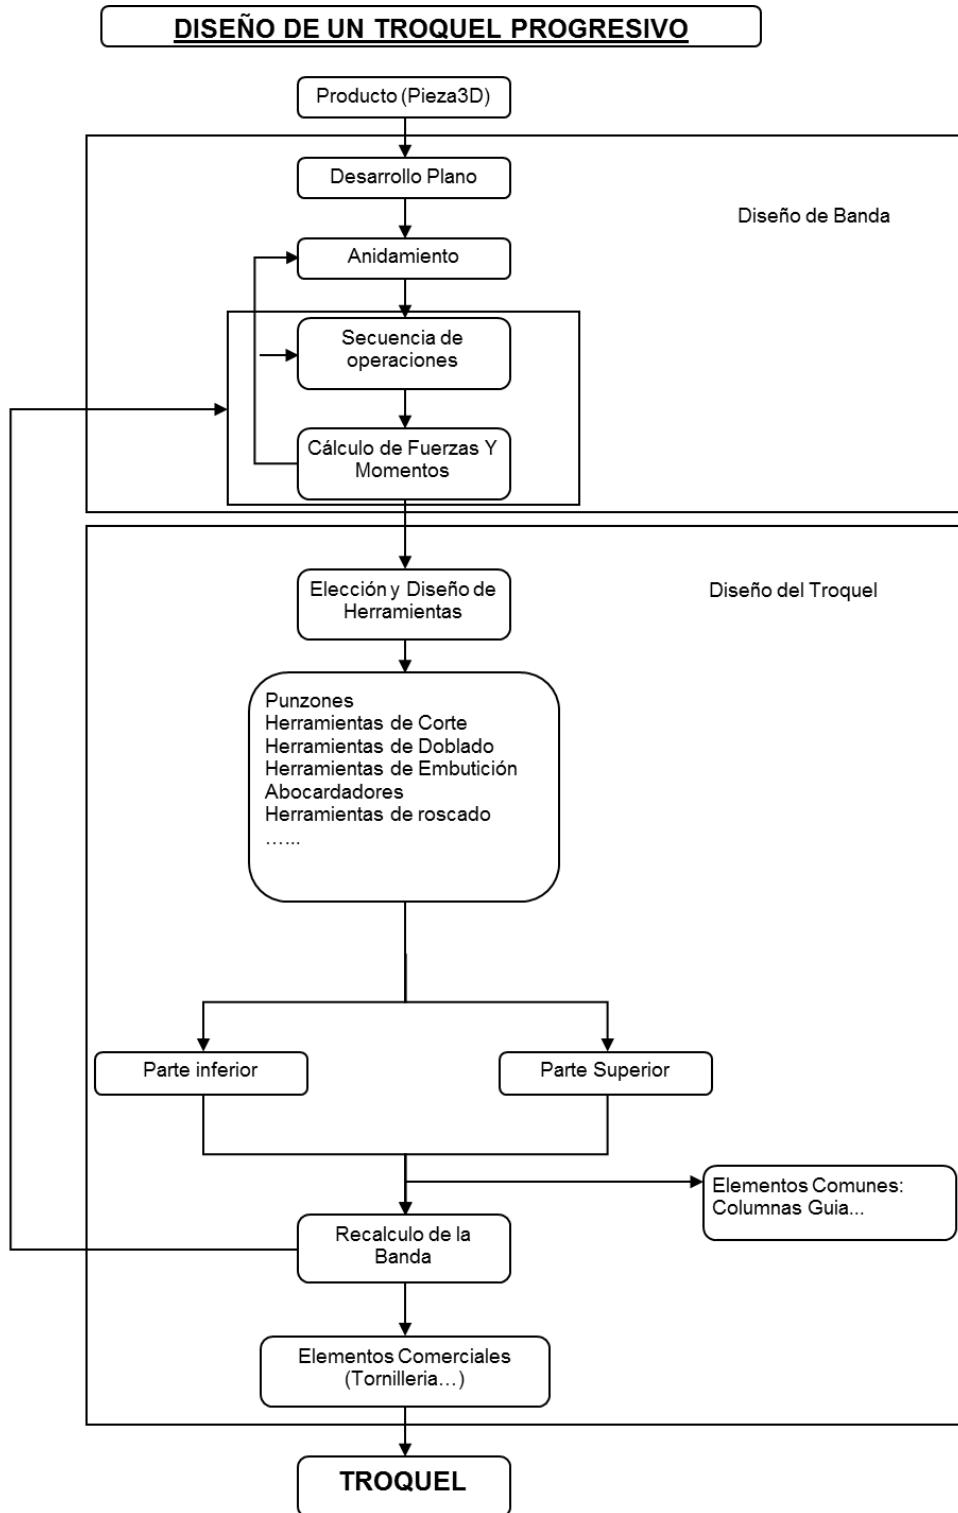 DISEÑO DE UN TROQUEL PROGRESIVO
Producto (Pieza3D)
Desarrollo Plano
Diseño de Banda
Anidamiento
Secuencia de
operaciones
Cálculo de Fuerzas Y
Momentos
Elección y Diseño de
Herramientas
Diseño del Troquel
Punzones
Herramientas de Corte
Herramientas de Doblado
Herramientas de Embutición
Abocardadores
Herramientas de roscado
…...
Parte inferior
Parte Superior
Elementos Comunes:
Columnas Guia...
Recalculo de la
Banda
Elementos Comerciales
(Tornilleria…)
TROQUEL